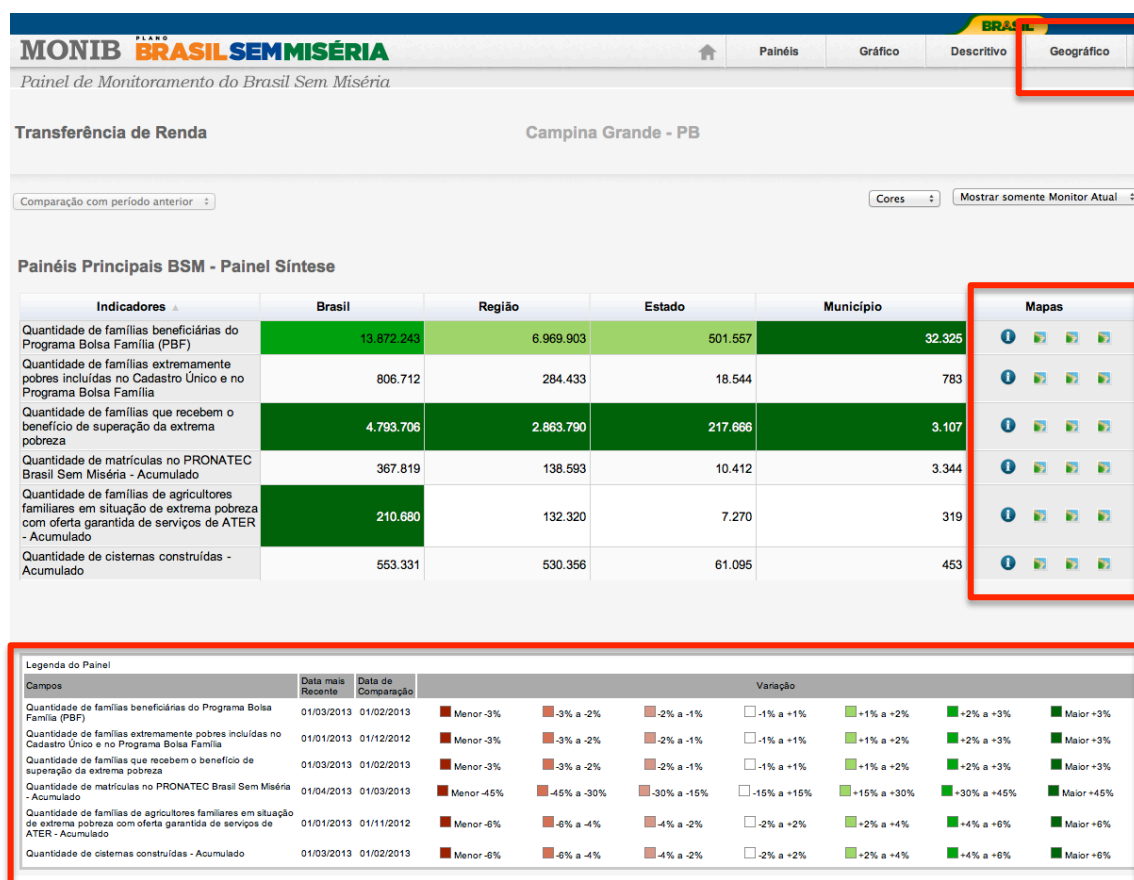 BRASIL
MONIB PLANO BRASIL SEM MISÉRIA
Painéis Gráfico Descritivo Geográfico
Painel de Monitoramento do Brasil Sem Miséria
Transferência de Renda Campina Grande - PB
Comparação com período anterior Cores Mostrar somente Monitor Atual
Painéis Principais BSM - Painel Síntese
Indicadores Brasil Região Estado Município Mapas
Quantidade de famílias beneficiárias do
Programa Bolsa Família (PBF) 13.872.243 6.969.903 501.557 32.325
Quantidade de famílias extremamente
pobres incluídas no Cadastro Único e no
Programa Bolsa Família 806.712 284.433 18.544 783
Quantidade de famílias que recebem o
benefício de superação da extrema
pobreza 4.793.706 2.863.790 217.666 3.107
Quantidade de matrículas no PRONATEC
Brasil Sem Miséria - Acumulado 367.819 138.593 10.412 3.344
Quantidade de famílias de agricultores
familiares em situação de extrema pobreza
com oferta garantida de serviços de ATER
- Acumulado 210.680 132.320 7.270 319
Quantidade de cisternas construídas -
Acumulado 553.331 530.356 61.095 453
Legenda do Painel
Campos Data mais Recente Data de Comparação Variação
Quantidade de famílias beneficiárias do Programa Bolsa
Família (PBF) 01/03/2013 01/02/2013 Menor -3% -3% a -2% -2% a -1% -1% a +1% +1% a +2% +2% a +3% Maior +3%
Quantidade de famílias extremamente pobres incluídas no
Cadastro Único e no Programa Bolsa Família 01/01/2013 01/12/2012 Menor -3% -3% a -2% -2% a -1% -1% a +1% +1% a +2% +2% a +3% Maior +3%
Quantidade de famílias que recebem o benefício de
superação da extrema pobreza 01/03/2013 01/02/2013 Menor -3% -3% a -2% -2% a -1% -1% a +1% +1% a +2% +2% a +3% Maior +3%
Quantidade de matrículas no PRONATEC Brasil Sem Miséria
- Acumulado 01/04/2013 01/03/2013 Menor -45% -45% a -30% -30% a -15% -15% a +15% +15% a +30% +30% a +45% Maior +45%
Quantidade de famílias de agricultores familiares em situação
de extrema pobreza com oferta garantida de serviços de
ATER - Acumulado 01/01/2013 01/11/2012 Menor -6% -6% a -4% -4% a -2% -2% a +2% +2% a +4% +4% a +6% Maior +6%
Quantidade de cisternas construídas - Acumulado 01/03/2013 01/02/2013 Menor -6% -6% a -4% -4% a -2% -2% a +2% +2% a +4% +4% a +6% Maior +6%